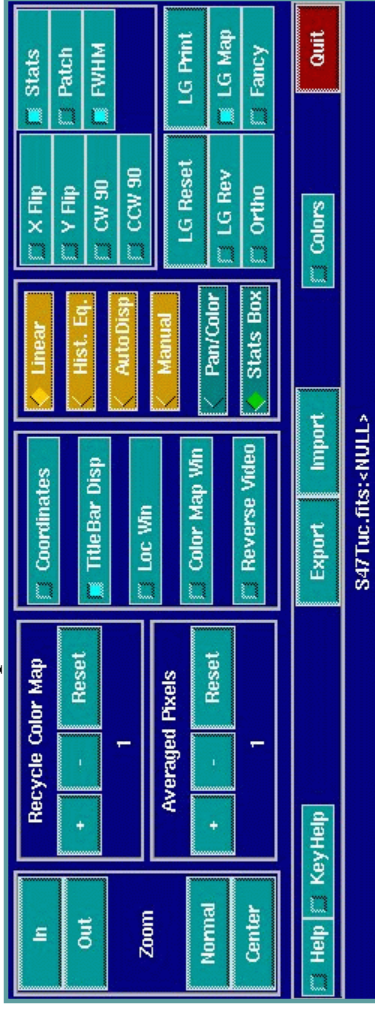 In
Out
Zoom
Normal
Center
Recycle Color Map
+ - Reset
1
Averaged Pixels
+ - Reset
1
Coordinates
TitleBar Disp
Loc Win
Color Map Win
Reverse Video
Linear
Hist. Eq.
AutoDisp
Manual
Pan/Color
Stats Box
X Flip
Y Flip
CW 90
CCW 90
Stats
Patch
FWHM
LG Reset
LG Rev
Ortho
LG Print
LG Map
Fancy
Help KeyHelp Export Import Colors Quit
S47Tuc.fits:<NULL>